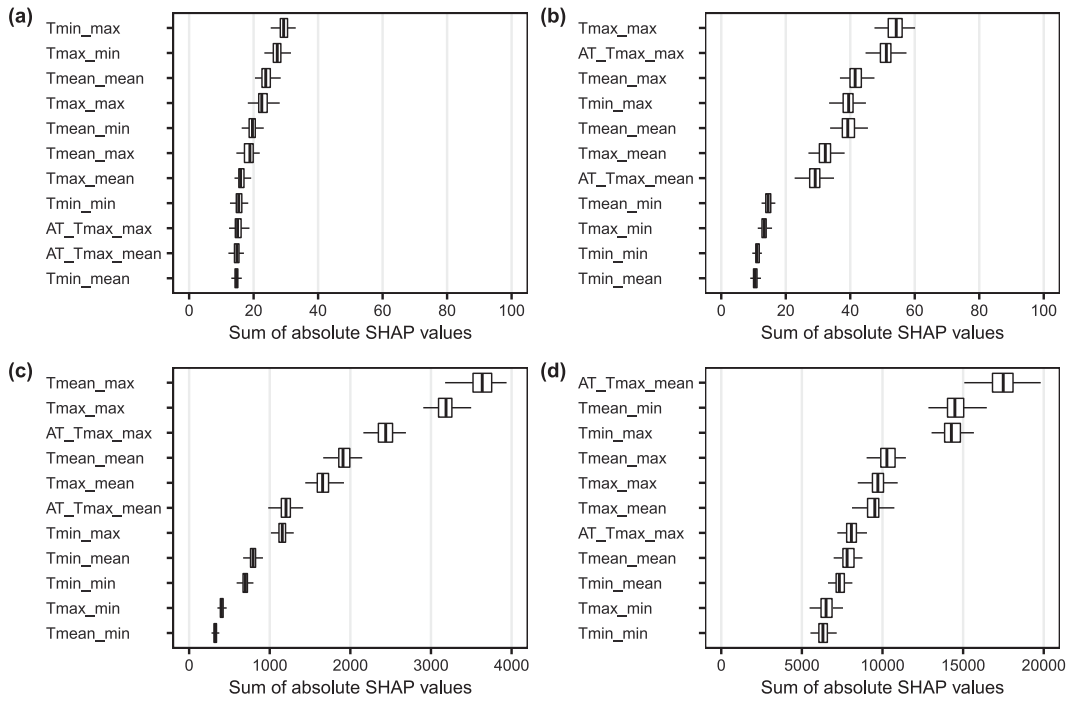 (a)
Tmin_max
Tmax_min
Tmean_mean
Tmax_max
Tmean_min
Tmean_max
Tmax_mean
Tmin_min
AT_Tmax_max
AT_Tmax_mean
Tmin_mean
0 20 40 60 80 100
Sum of absolute SHAP values
(b)
Tmax_max
AT_Tmax_max
Tmean_max
Tmin_max
Tmean_mean
Tmax_mean
AT_Tmax_mean
Tmean_min
Tmax_min
Tmin_min
Tmin_mean
0 20 40 60 80 100
Sum of absolute SHAP values
(c)
Tmean_max
Tmax_max
AT_Tmax_max
Tmean_mean
Tmax_mean
AT_Tmax_mean
Tmin_max
Tmin_mean
Tmin_min
Tmax_min
Tmean_min
0 1000 2000 3000 4000
Sum of absolute SHAP values
(d)
AT_Tmax_mean
Tmean_min
Tmin_max
Tmean_max
Tmax_max
Tmax_mean
AT_Tmax_max
Tmean_mean
Tmin_mean
Tmax_min
Tmin_min
0 5000 10000 15000 20000
Sum of absolute SHAP values